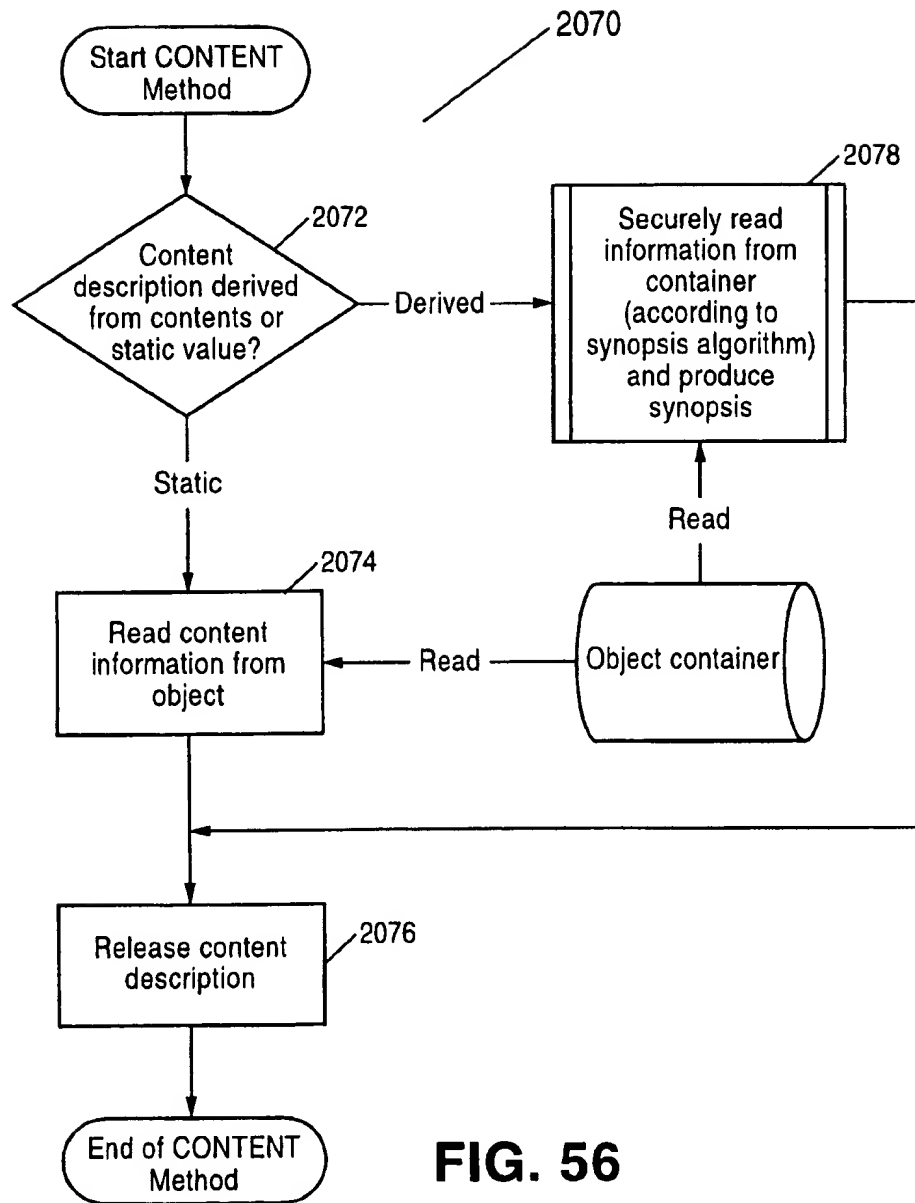 2070
Start CONTENT
Method
2072
Content
description derived
from contents or
static value?
Derived
2078
Securely read
information from
container
(according to
synopsis algorithm)
and produce
synopsis
Static
Read
2074
Read content
information from
object
Read
Object container
2076
Release content
description
End of CONTENT
Method
FIG. 56